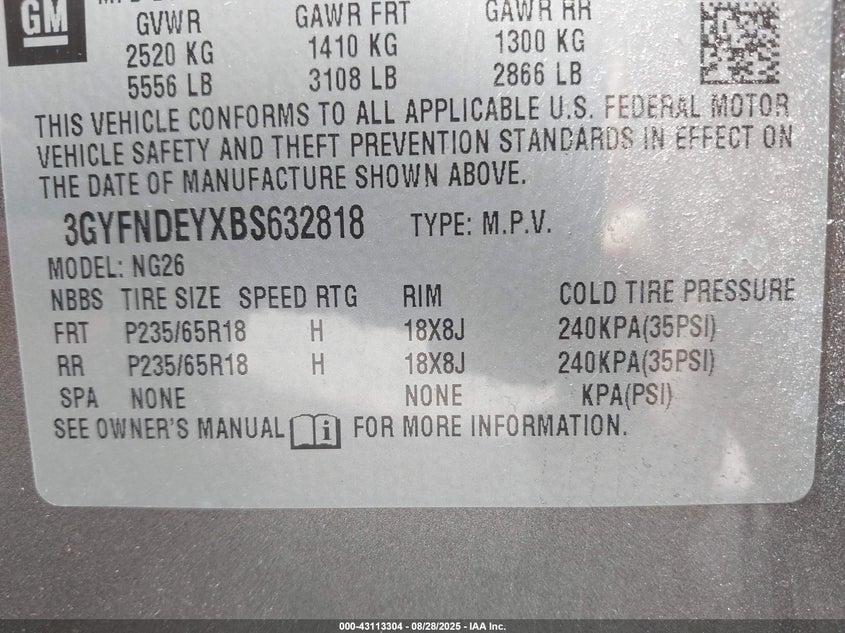 GM
GVWR GAWR FRT GAWR RR
2520 KG 1410 KG 1300 KG
5556 LB 3108 LB 2866 LB
THIS VEHICLE CONFORMS TO ALL APPLICABLE U.S. FEDERAL MOTOR
VEHICLE SAFETY AND THEFT PREVENTION STANDARDS IN EFFECT ON
THE DATE OF MANUFACTURE SHOWN ABOVE.
3GYFNDEYXBS632818 TYPE: M.P.V.
MODEL: NG26
NBBS TIRE SIZE SPEED RTG RIM COLD TIRE PRESSURE
FRT P235/65R18 H 18X8J 240KPA(35PSI)
RR P235/65R18 H 18X8J 240KPA(35PSI)
SPA NONE NONE KPA(PSI)
SEE OWNER'S MANUAL i FOR MORE INFORMATION.
000-43113304 - 08/28/2025 - IAA Inc.